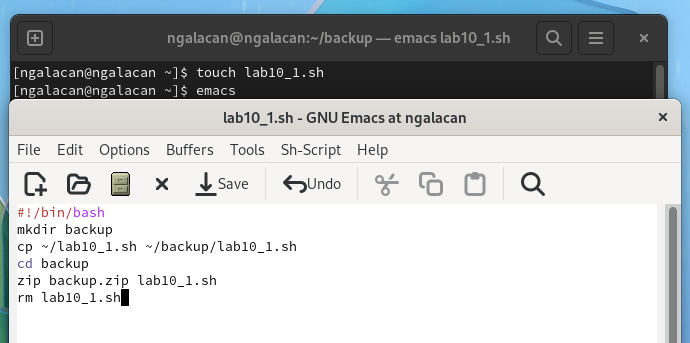 ngalacan@ngalacan:~/backup — emacs lab10_1.sh
[ngalacan@ngalacan ~]$ touch lab10_1.sh
[ngalacan@ngalacan ~]$ emacs
lab10_1.sh - GNU Emacs at ngalacan
File Edit Options Buffers Tools Sh-Script Help
Save Undo
#!/bin/bash
mkdir backup
cp ~/lab10_1.sh ~/backup/lab10_1.sh
cd backup
zip backup.zip lab10_1.sh
rm lab10_1.sh